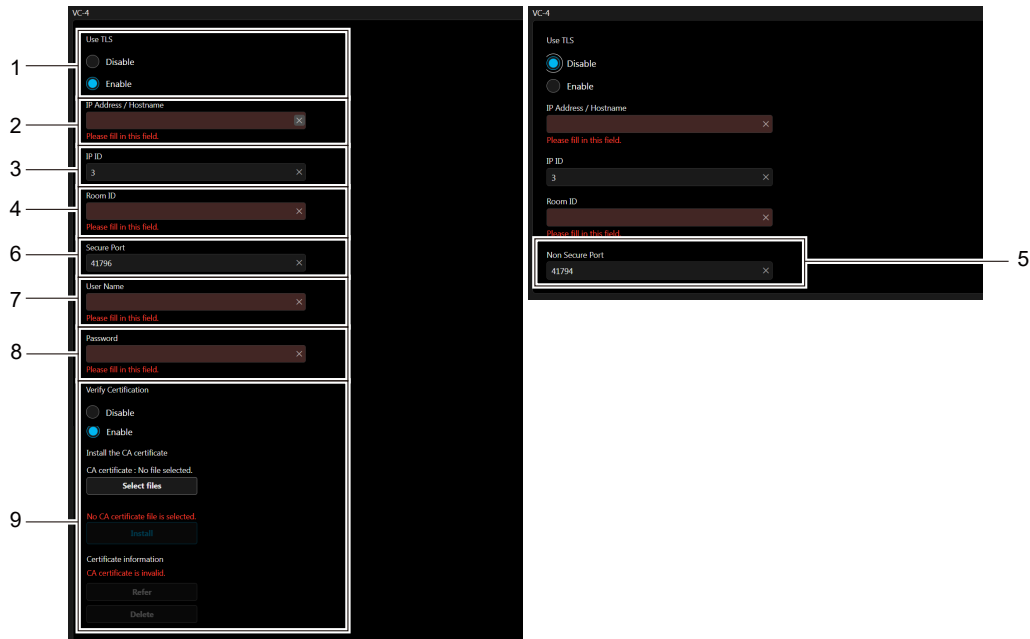 VC-4
Use TLS
Disable
1
Enable
IP Address / Hostname
2
Please fill in this field.
IP ID
3
3
Room ID
4
Please fill in this field.
Secure Port
6
41796
User Name
7
Please fill in this field.
Password
8
Please fill in this field.
Verify Certification
Disable
Enable
Install the CA certificate
CA certificate : No file selected.
Select files
9
No CA certificate file is selected.
Install
Certificate information
CA certificate is invalid.
Refer
Delete
VC-4
Use TLS
Disable
Enable
IP Address / Hostname
Please fill in this field.
IP ID
3
Room ID
Please fill in this field.
Non Secure Port
5
41794